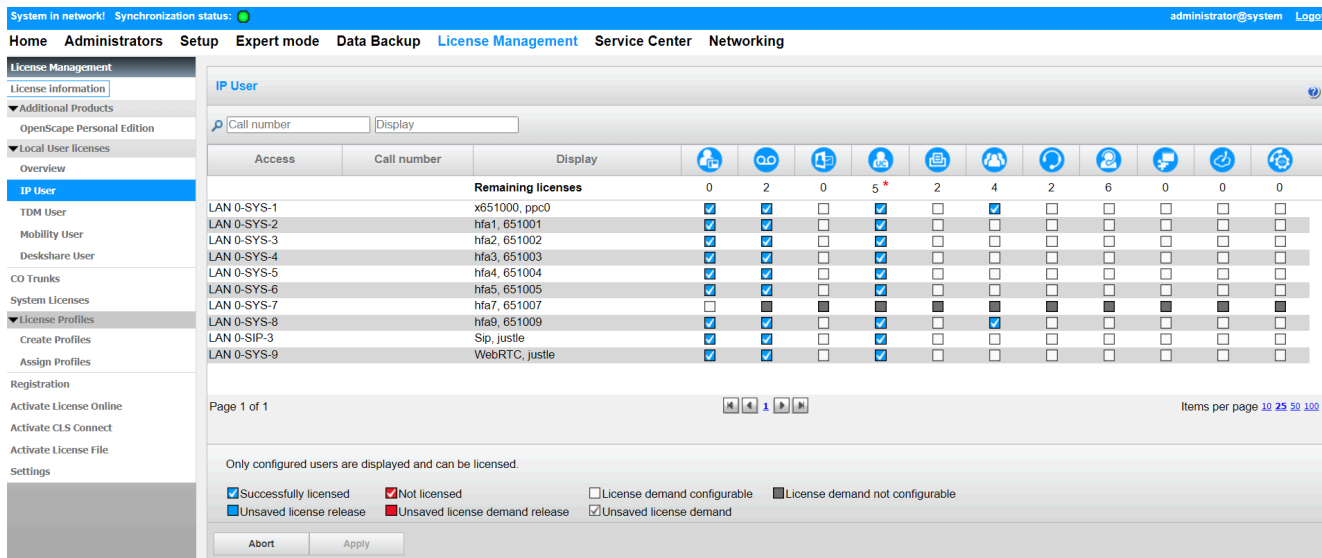 System in network! Synchronization status:
administrator@system Logo
Home Administrators Setup Expert mode Data Backup License Management Service Center Networking
License Management
License information
Additional Products
OpenScape Personal Edition
Local User licenses
Overview
IP User
TDM User
Mobility User
Deskshare User
CO Trunks
System Licenses
License Profiles
Create Profiles
Assign Profiles
Registration
Activate License Online
Activate CLS Connect
Activate License File
Settings
IP User
?
Call number Display
Access Call number Display UC
Remaining licenses 0 2 0 5 * 2 4 2 6 0 0 0
LAN 0-SYS-1 x651000, ppc0
LAN 0-SYS-2 hfa1, 651001
LAN 0-SYS-3 hfa2, 651002
LAN 0-SYS-4 hfa3, 651003
LAN 0-SYS-5 hfa4, 651004
LAN 0-SYS-6 hfa5, 651005
LAN 0-SYS-7 hfa7, 651007
LAN 0-SYS-8 hfa9, 651009
LAN 0-SIP-3 Sip, justle
LAN 0-SYS-9 WebRTC, justle
Page 1 of 1 1 Items per page 10 25 50 100
Only configured users are displayed and can be licensed.
Successfully licensed Not licensed License demand configurable License demand not configurable
Unsaved license release Unsaved license demand release Unsaved license demand
Abort Apply